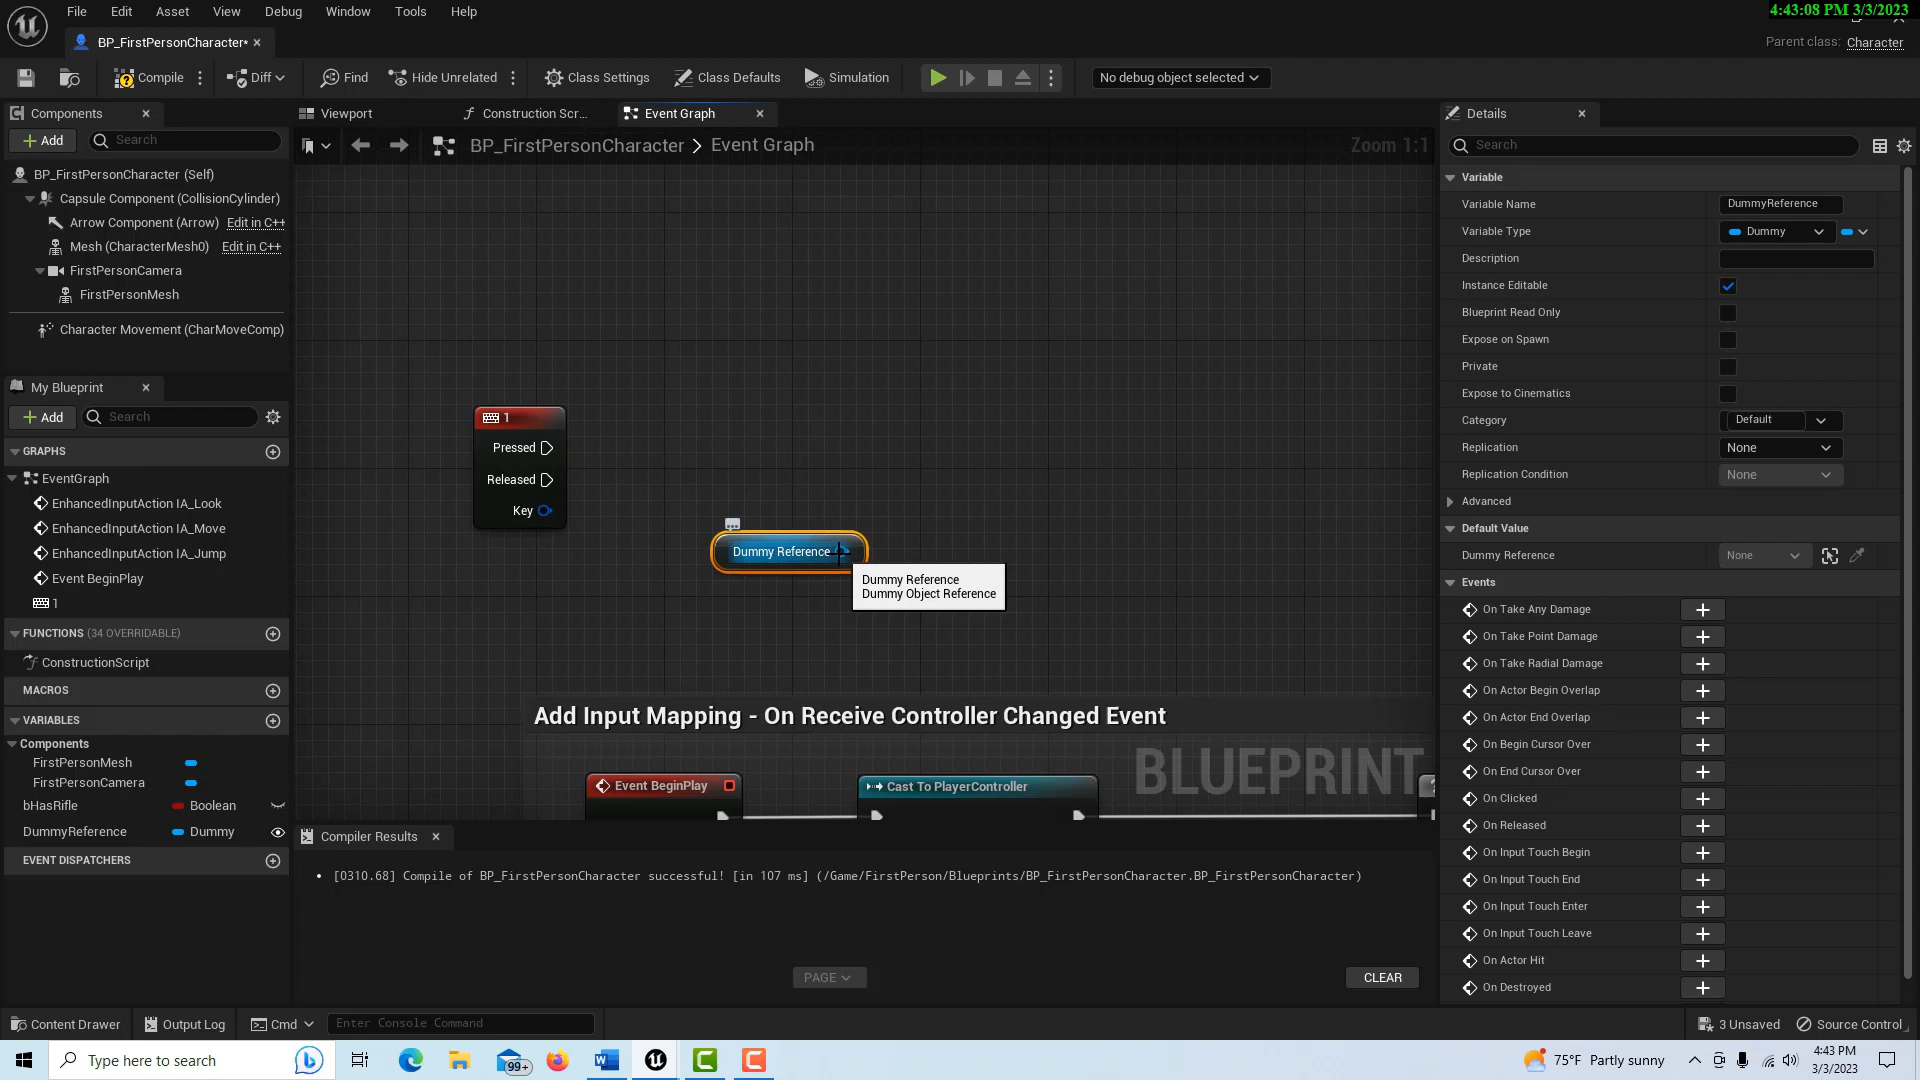 File Edit Asset View Debug Window Tools Help
4:43:08 PM 3/3/2023
BP_FirstPersonCharacter*
Parent class: Character
Compile
Diff
Find
Hide Unrelated
Class Settings
Class Defaults
Simulation
No debug object selected
Components
Viewport
Construction Scr...
Event Graph
Details
Add
Search
BP_FirstPersonCharacter > Event Graph
Zoom 1:1
Search
BP_FirstPersonCharacter (Self)
Capsule Component (CollisionCylinder)
Arrow Component (Arrow) Edit in C++
Mesh (CharacterMesh0) Edit in C++
FirstPersonCamera
FirstPersonMesh
Character Movement (CharMoveComp)
My Blueprint
Add
Search
GRAPHS
EventGraph
EnhancedInputAction IA_Look
EnhancedInputAction IA_Move
EnhancedInputAction IA_Jump
Event BeginPlay
1
FUNCTIONS (34 OVERRIDABLE)
ConstructionScript
MACROS
VARIABLES
Components
FirstPersonMesh
FirstPersonCamera
bHasRifle Boolean
DummyReference Dummy
EVENT DISPATCHERS
1
Pressed
Released
Key
Dummy Reference
Dummy Reference
Dummy Object Reference
Add Input Mapping - On Receive Controller Changed Event
BLUEPRINT
Event BeginPlay
Cast To PlayerController
Compiler Results
[0310.68] Compile of BP_FirstPersonCharacter successful! [in 107 ms] (/Game/FirstPerson/Blueprints/BP_FirstPersonCharacter.BP_FirstPersonCharacter)
PAGE
CLEAR
Variable
Variable Name DummyReference
Variable Type Dummy
Description
Instance Editable
Blueprint Read Only
Expose on Spawn
Private
Expose to Cinematics
Category Default
Replication None
Replication Condition None
Advanced
Default Value
Dummy Reference None
Events
On Take Any Damage
On Take Point Damage
On Take Radial Damage
On Actor Begin Overlap
On Actor End Overlap
On Begin Cursor Over
On End Cursor Over
On Clicked
On Released
On Input Touch Begin
On Input Touch End
On Input Touch Enter
On Input Touch Leave
On Actor Hit
On Destroyed
Content Drawer
Output Log
Cmd
Enter Console Command
3 Unsaved
Source Control
Type here to search
99+
75°F Partly sunny
4:43 PM
3/3/2023